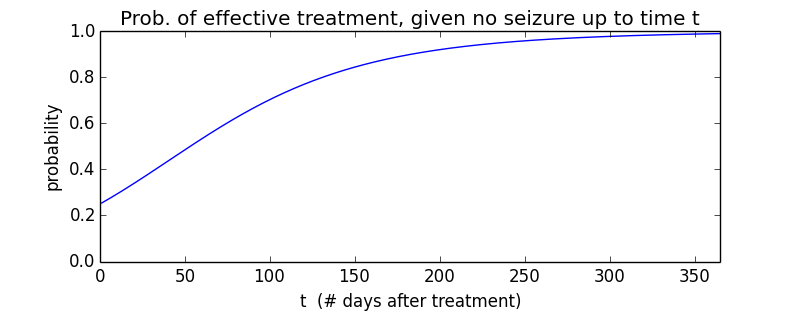 Prob. of effective treatment, given no seizure up to time t
1.0
0.8
0.6
0.4
0.2
0.0
probability
0 50 100 150 200 250 300 350
t (# days after treatment)